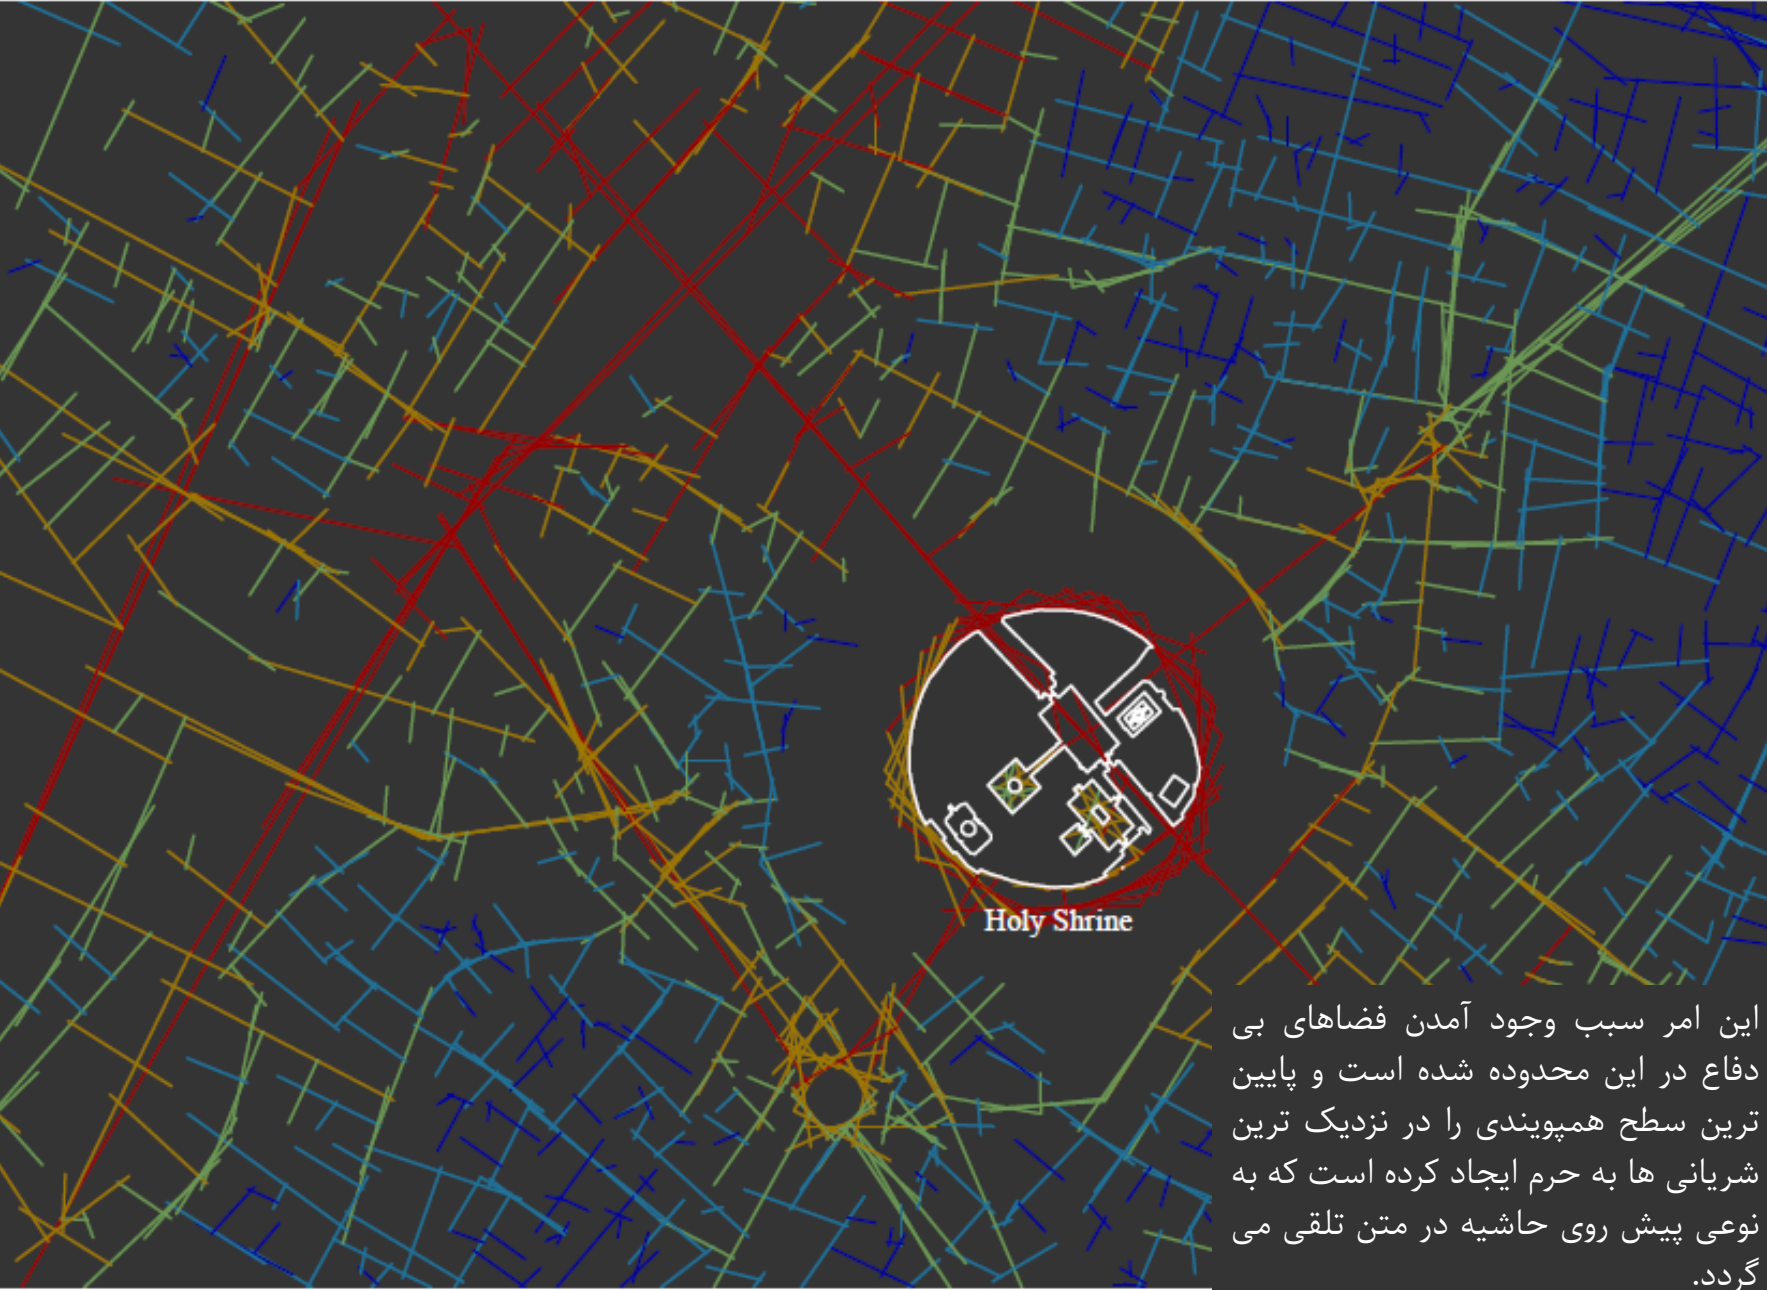 Holy Shrine
این امر سبب وجود آمدن فضاهای بی
دفاع در این محدوده شده است و پایین
ترین سطح همپویندی را در نزدیک ترین
شریانی ها به حرم ایجاد کرده است که به
نوعی پیش روی حاشیه در متن تلقی می
گردد.